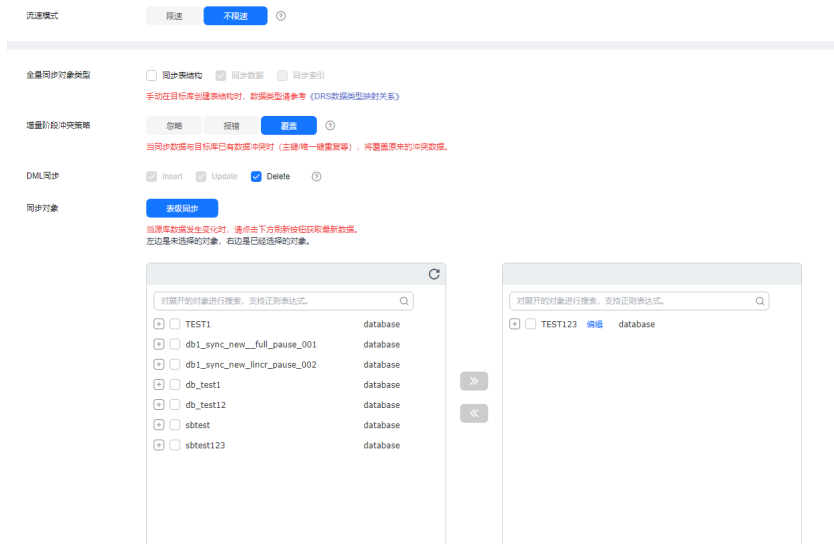 流速模式 限速 不限速
全量同步对象类型 同步表结构 同步数据 同步索引
手动在目标库创建表结构时，数据类型请参考《DRS数据类型映射关系》
增量阶段冲突策略 忽略 报错 覆盖
当同步数据与目标库已有数据冲突时（主键/唯一键重复等），将覆盖原来的冲突数据。
DML同步 Insert Update Delete
同步对象 表级同步
当源库数据发生变化时，请点击下方刷新按钮获取最新数据。
左边是未选择的对象，右边是已经选择的对象。
对展开的对象进行搜索，支持正则表达式。 对展开的对象进行搜索，支持正则表达式。
TEST1 database TEST123 编辑 database
db1_sync_new__full_pause_001 database
db1_sync_new_lincr_pause_002 database
db_test1 database
db_test12 database
sbtest database
sbtest123 database